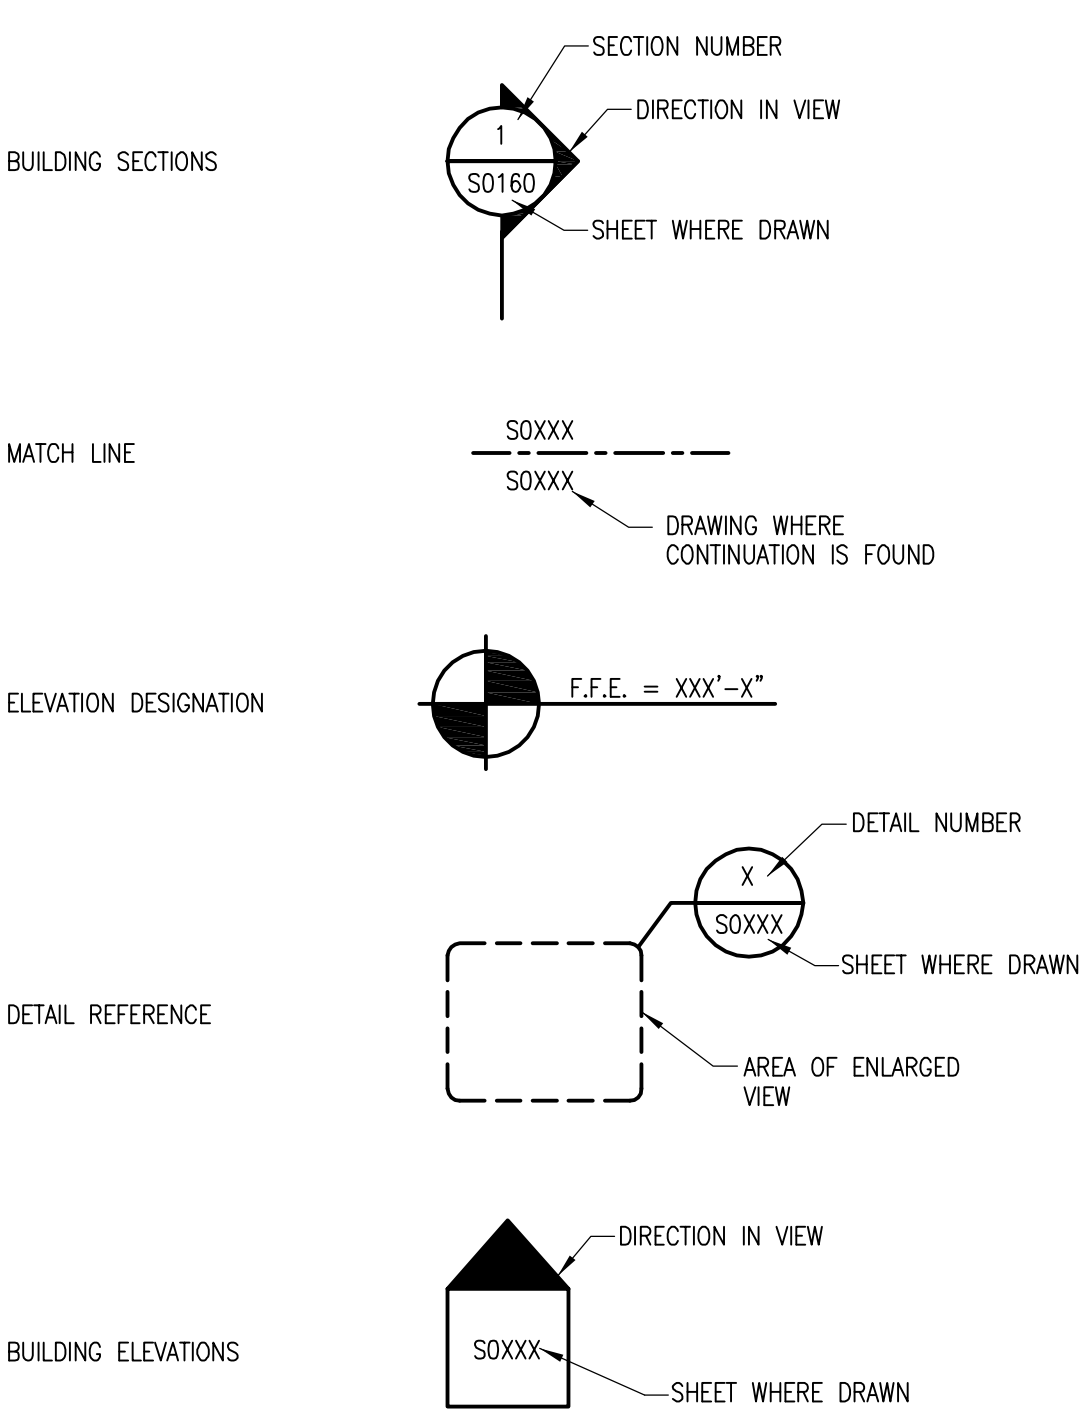 SECTION NUMBER
DIRECTION IN VIEW
1
BUILDING SECTIONS
S0160
SHEET WHERE DRAWN
S0XXX
MATCH LINE
S0XXX
DRAWING WHERE
CONTINUATION IS FOUND
F.F.E. = XXX'-X"
ELEVATION DESIGNATION
DETAIL NUMBER
X
S0XXX
SHEET WHERE DRAWN
DETAIL REFERENCE
AREA OF ENLARGED
VIEW
DIRECTION IN VIEW
S0XXX
BUILDING ELEVATIONS
SHEET WHERE DRAWN